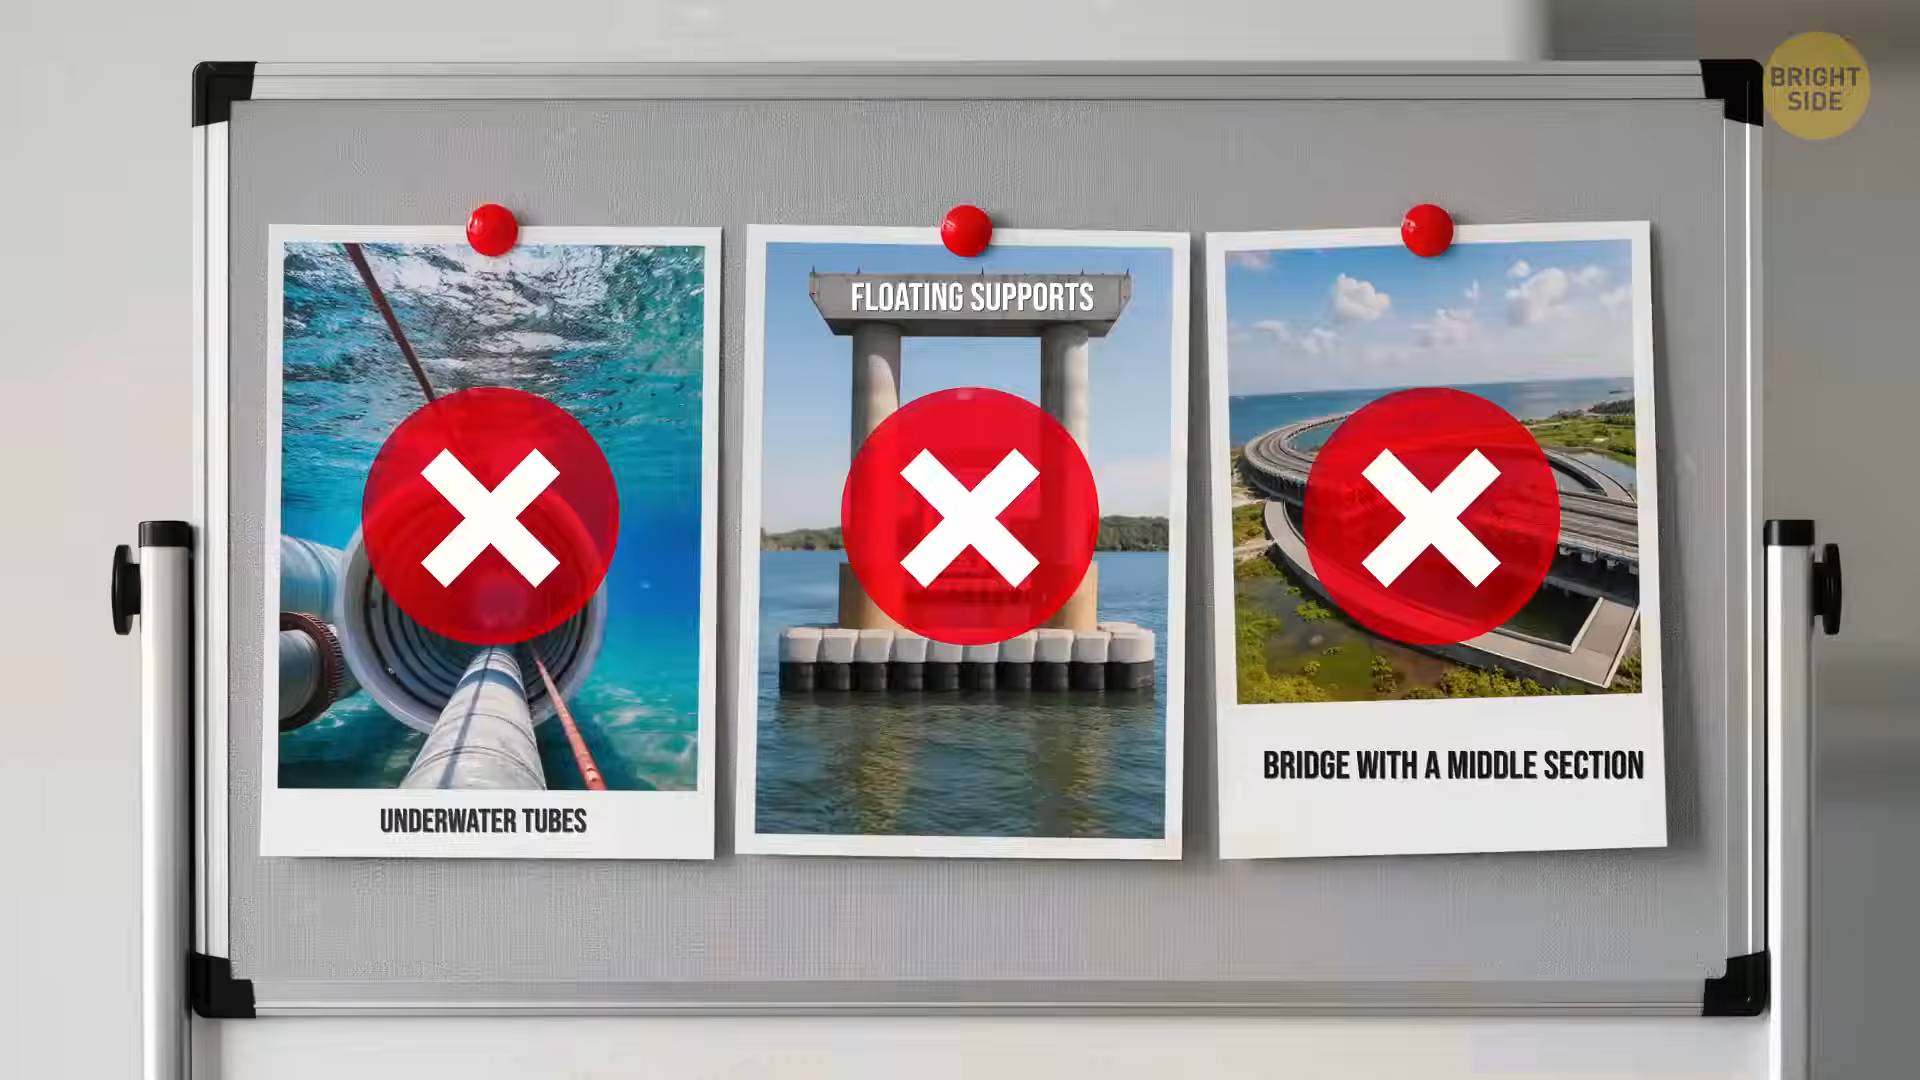 BRIGHT
SIDE
FLOATING SUPPORTS
BRIDGE WITH A MIDDLE SECTION
UNDERWATER TUBES